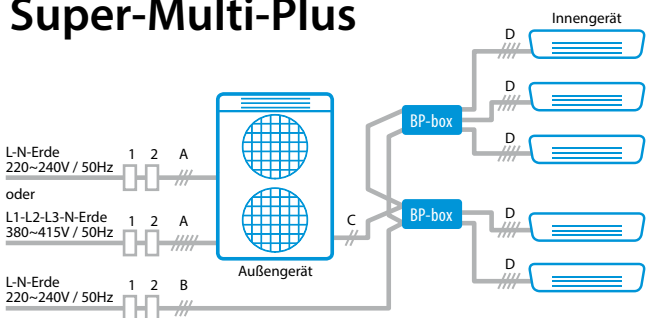 Super-Multi-Plus
Innengerät
D
D
BP-box
D
L-N-Erde
220~240V / 50Hz
1 2 A
oder
L1-L2-L3-N-Erde
380~415V / 50Hz
1 2 A
C
BP-box
D
Außengerät
D
L-N-Erde
220~240V / 50Hz
1 2 B